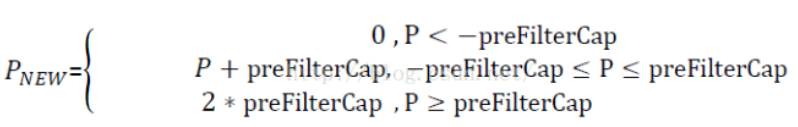 0 , P < −preFilterCap
P_NEW={ P + preFilterCap, −preFilterCap ≤ P ≤ preFilterCap
2 * preFilterCap , P ≥ preFilterCap